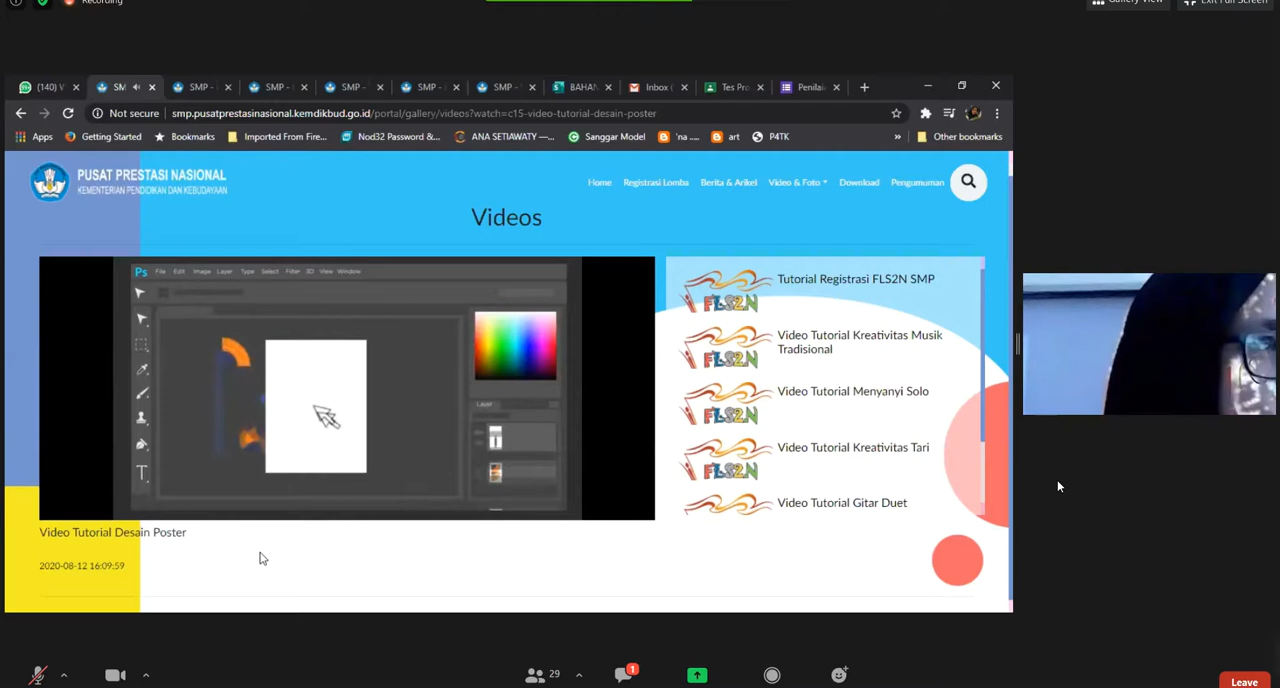 Recording
Gallery View
Exit Full Screen
(140) V
SM
SMP -
SMP -
SMP -
SMP -
SMP -
BAHAN
Inbox (
Tes Pro
Penilai
Not secure
smp.pusatprestasinasional.kemdikbud.go.id/portal/gallery/videos?watch=c15-video-tutorial-desain-poster
Apps
Getting Started
Bookmarks
Imported From Fire...
Nod32 Password &...
ANA SETIAWATY —...
Sanggar Model
'na ....
art
P4TK
»
Other bookmarks
PUSAT PRESTASI NASIONAL
KEMENTERIAN PENDIDIKAN DAN KEBUDAYAAN
Home
Registrasi Lomba
Berita & Arikel
Video & Foto
Download
Pengumuman
Videos
Ps
File
Edit
Image
Layer
Type
Select
Filter
3D
View
Window
T
Layer
FLS2N
Tutorial Registrasi FLS2N SMP
FLS2N
Video Tutorial Kreativitas Musik
Tradisional
FLS2N
Video Tutorial Menyanyi Solo
FLS2N
Video Tutorial Kreativitas Tari
Video Tutorial Gitar Duet
Video Tutorial Desain Poster
2020-08-12 16:09:59
29
1
Leave